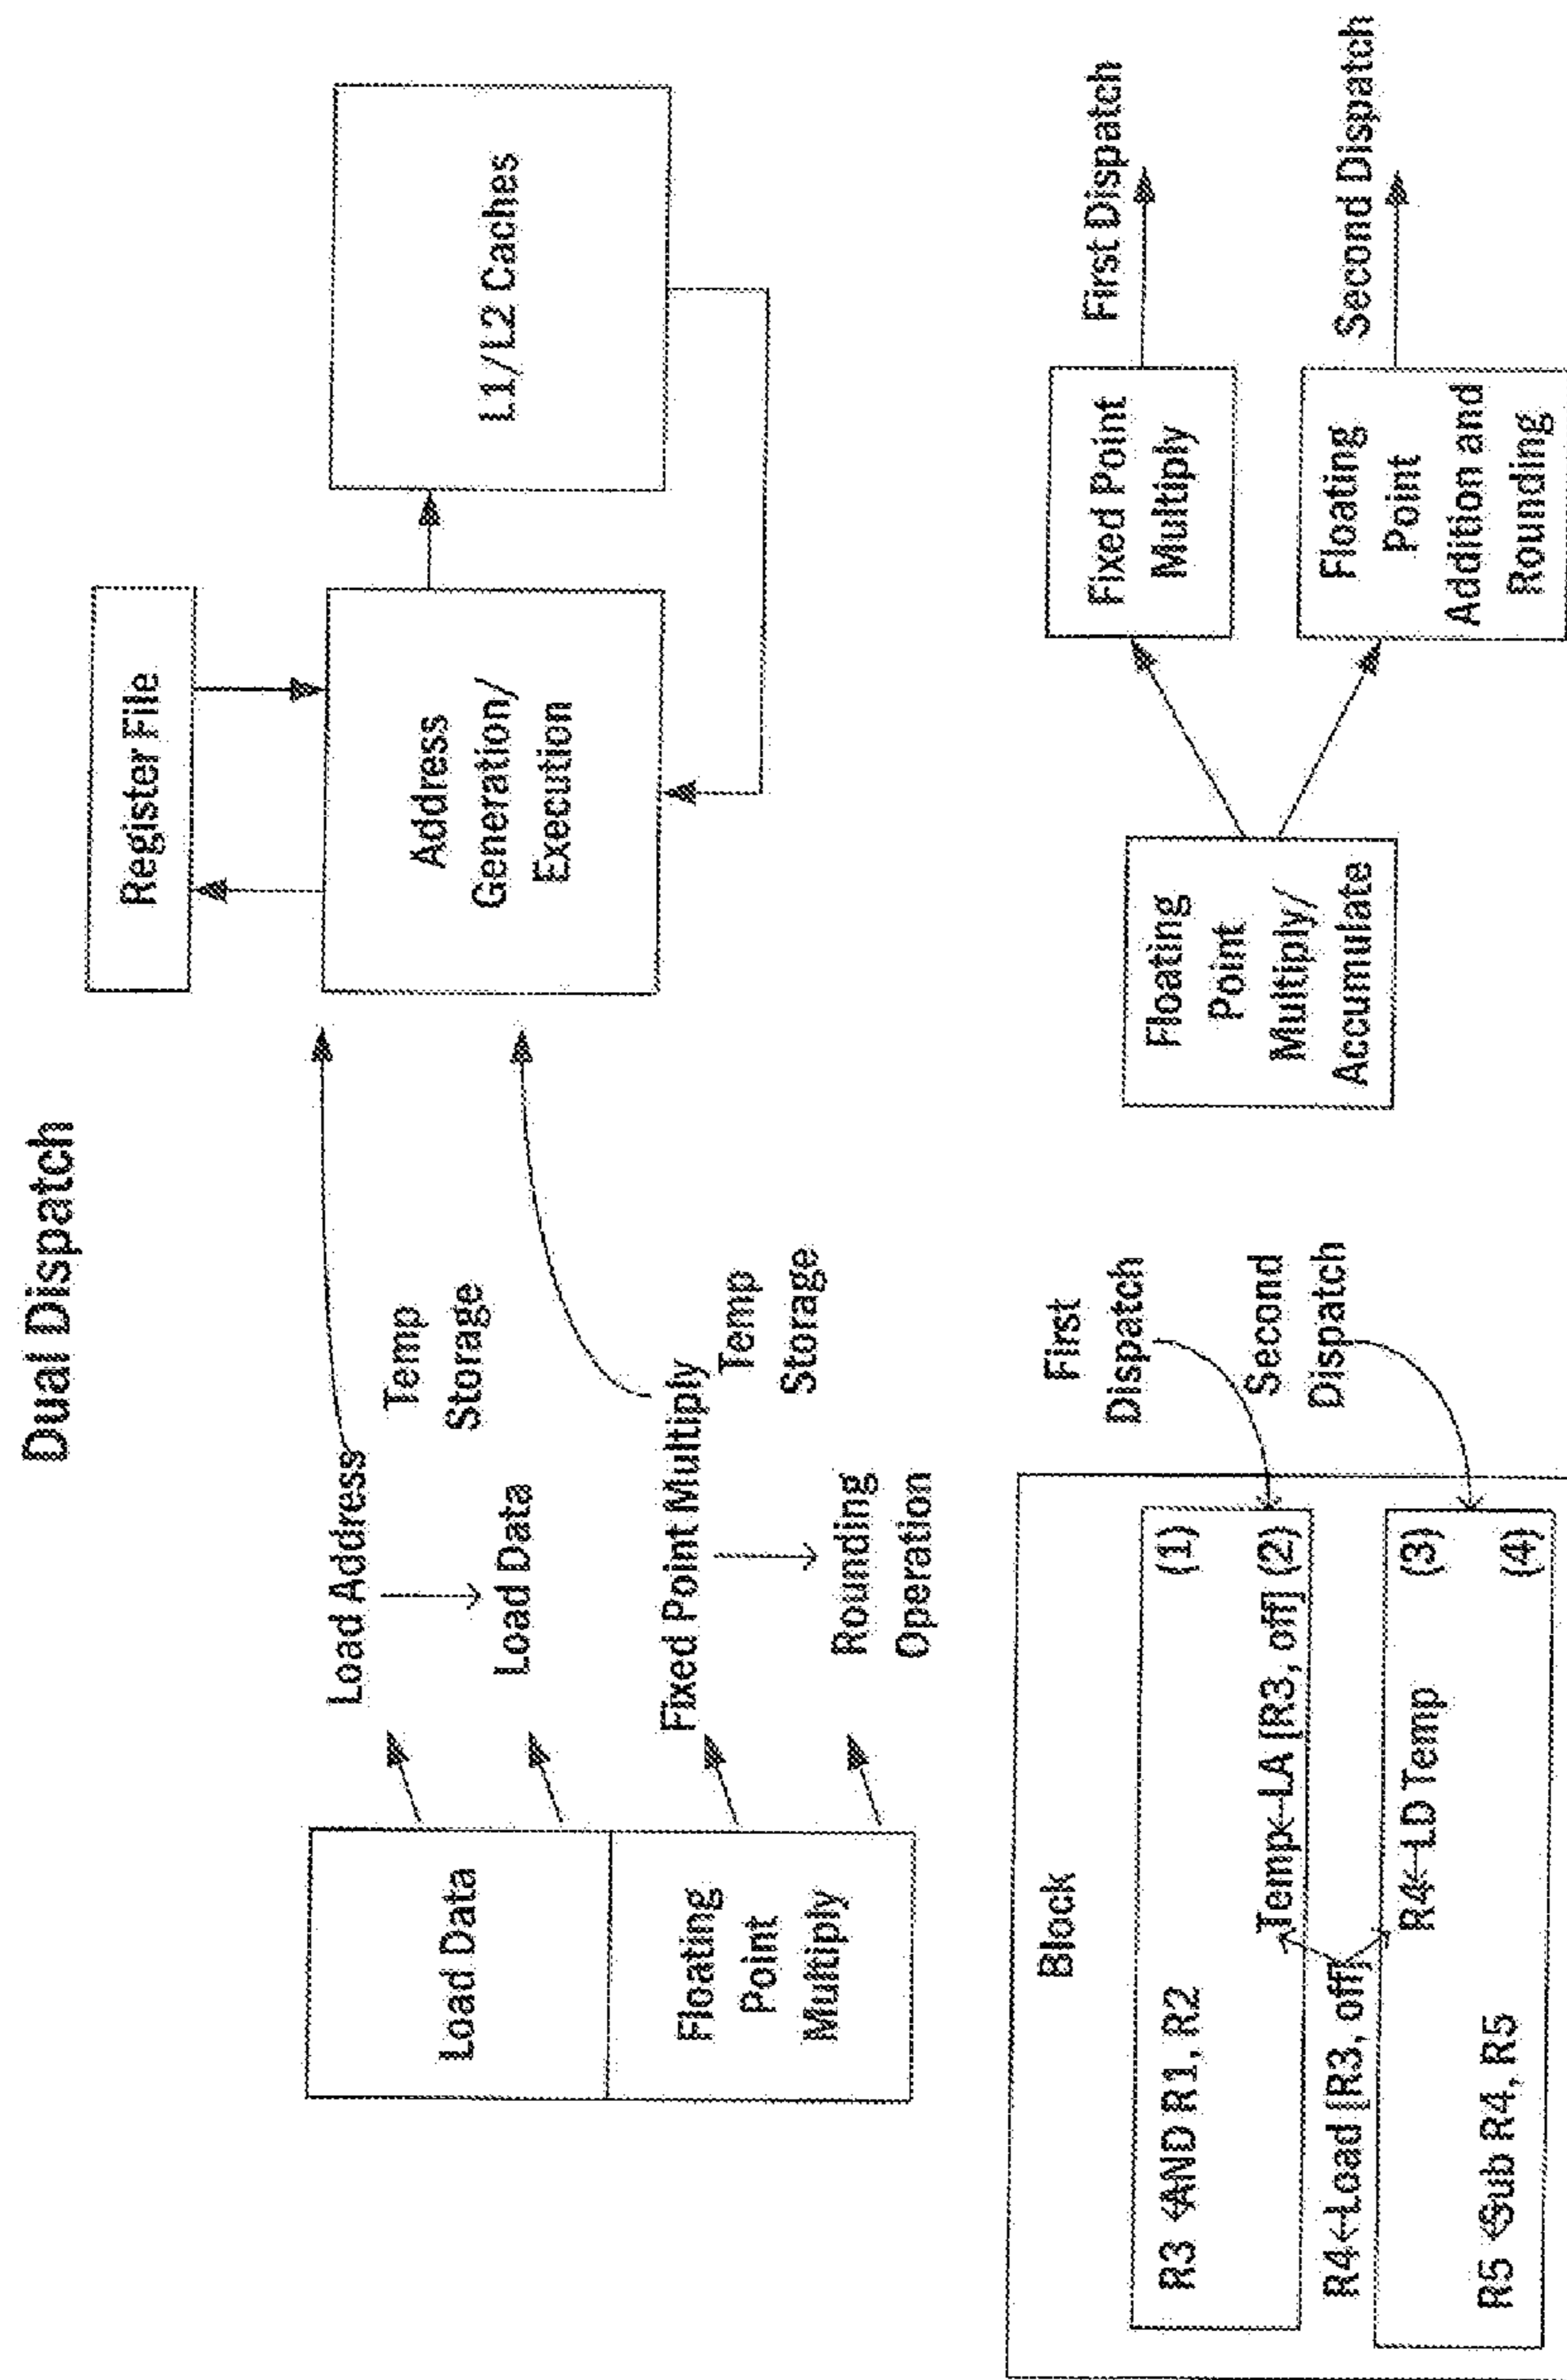 Dual Dispatch
Load Data
Floating
Point
Multiply
Load Address
Temp
Storage
Load Data
Fixed Point Multiply
Temp
Storage
Rounding
Operation
Register File
Address
Generation/
Execution
L1/L2 Caches
Block
R3 ← AND R1, R2 (1)
Temp ← LA [R3, off] (2)
R4 ← Load [R3, off]
R4 ← LD Temp (3)
R5 ← Sub R4, R5 (4)
First
Dispatch
Second
Dispatch
Floating
Point
Multiply/
Accumulate
Fixed Point
Multiply
First Dispatch
Floating
Point
Addition and
Rounding
Second Dispatch